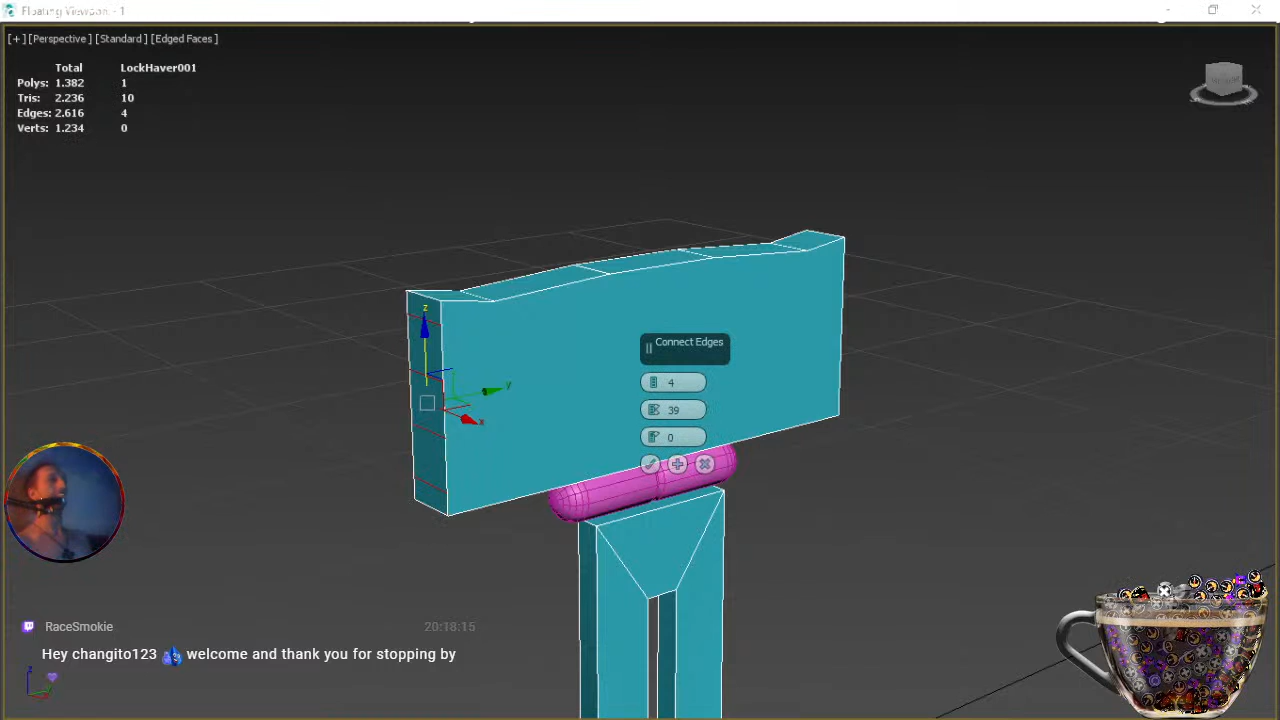 Floating Viewport - 1
[+] [Perspective] [Standard] [Edged Faces]
Total LockHaver001
Polys: 1.382 1
Tris: 2.236 10
Edges: 2.616 4
Verts: 1.234 0
z
y
x
Connect Edges
4
39
0
RaceSmokie 20:18:15
Hey changito123 welcome and thank you for stopping by